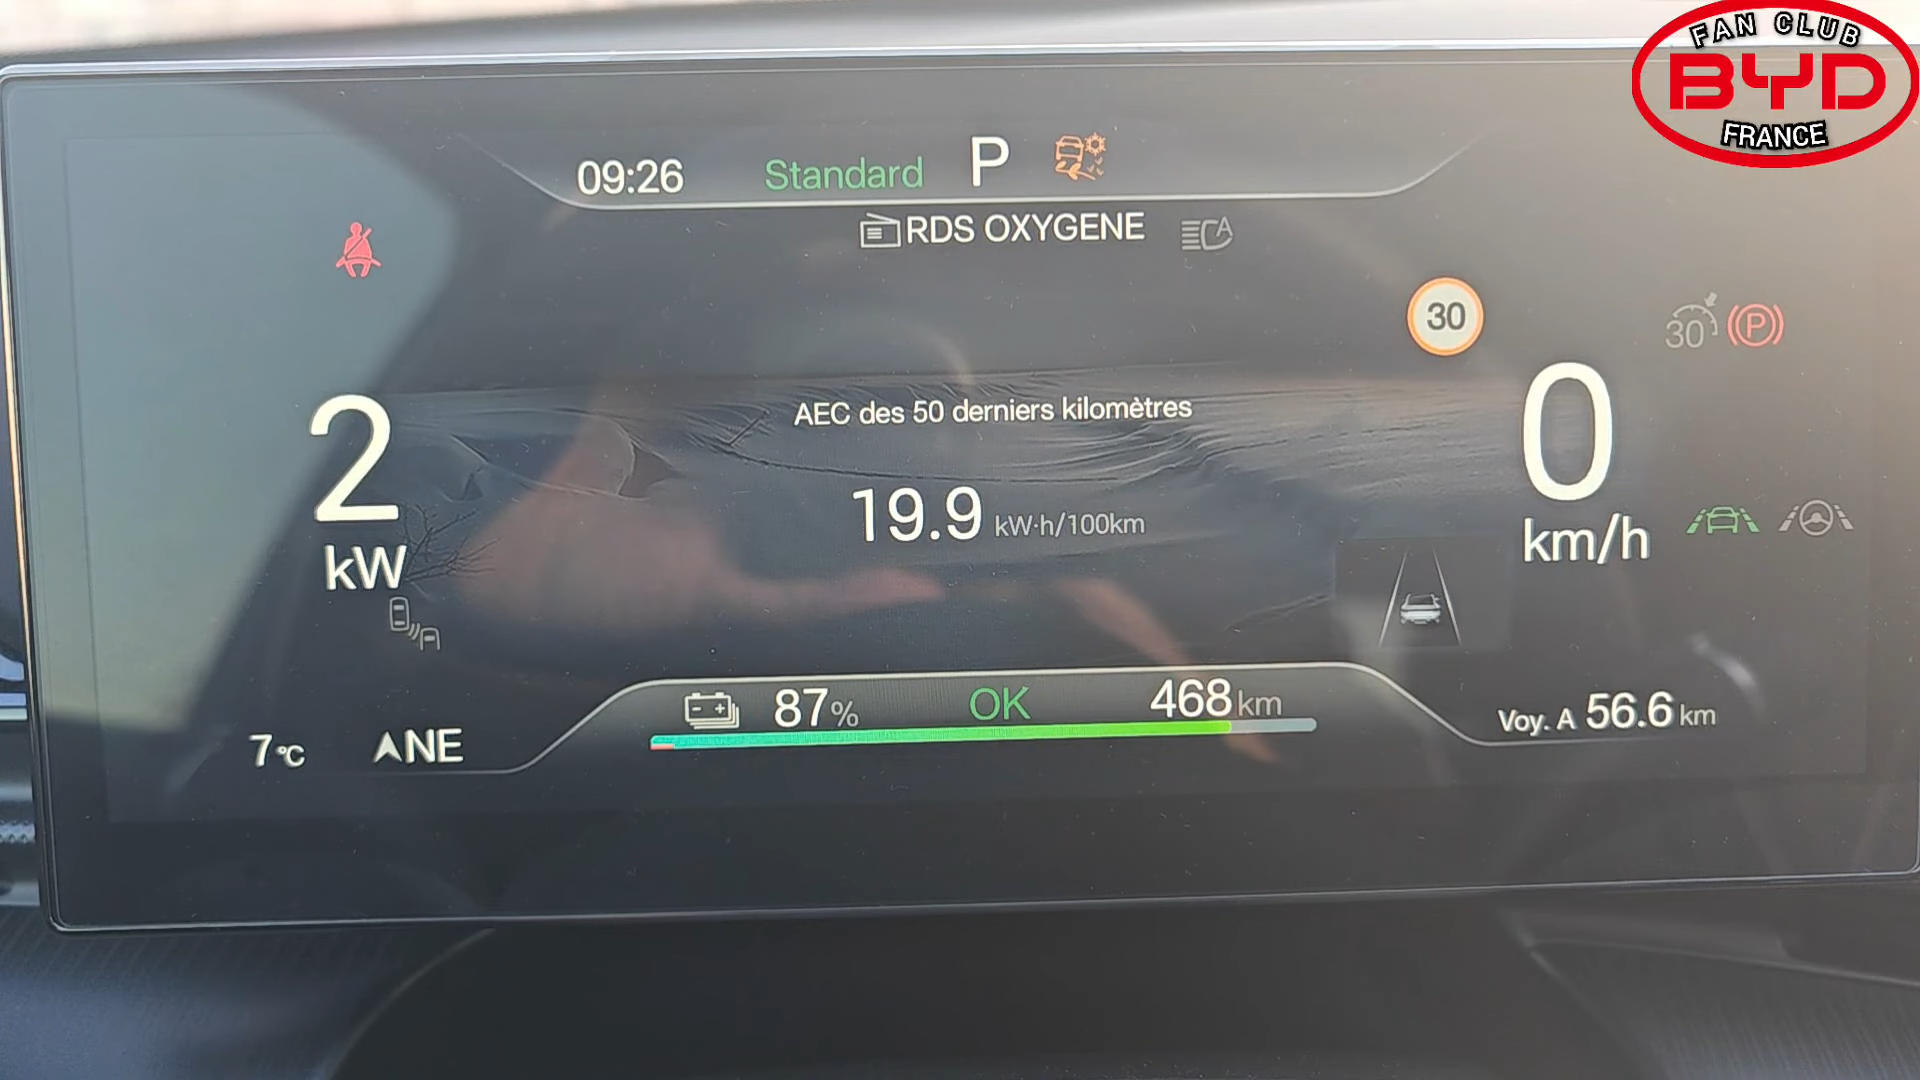 FAN CLUB
BYD
FRANCE
09:26 Standard P
RDS OXYGENE A
30
30 P
AEC des 50 derniers kilomètres
2 kW
19.9 kW·h/100km
0 km/h
87% OK 468km
7°C NE
Voy. A 56.6 km